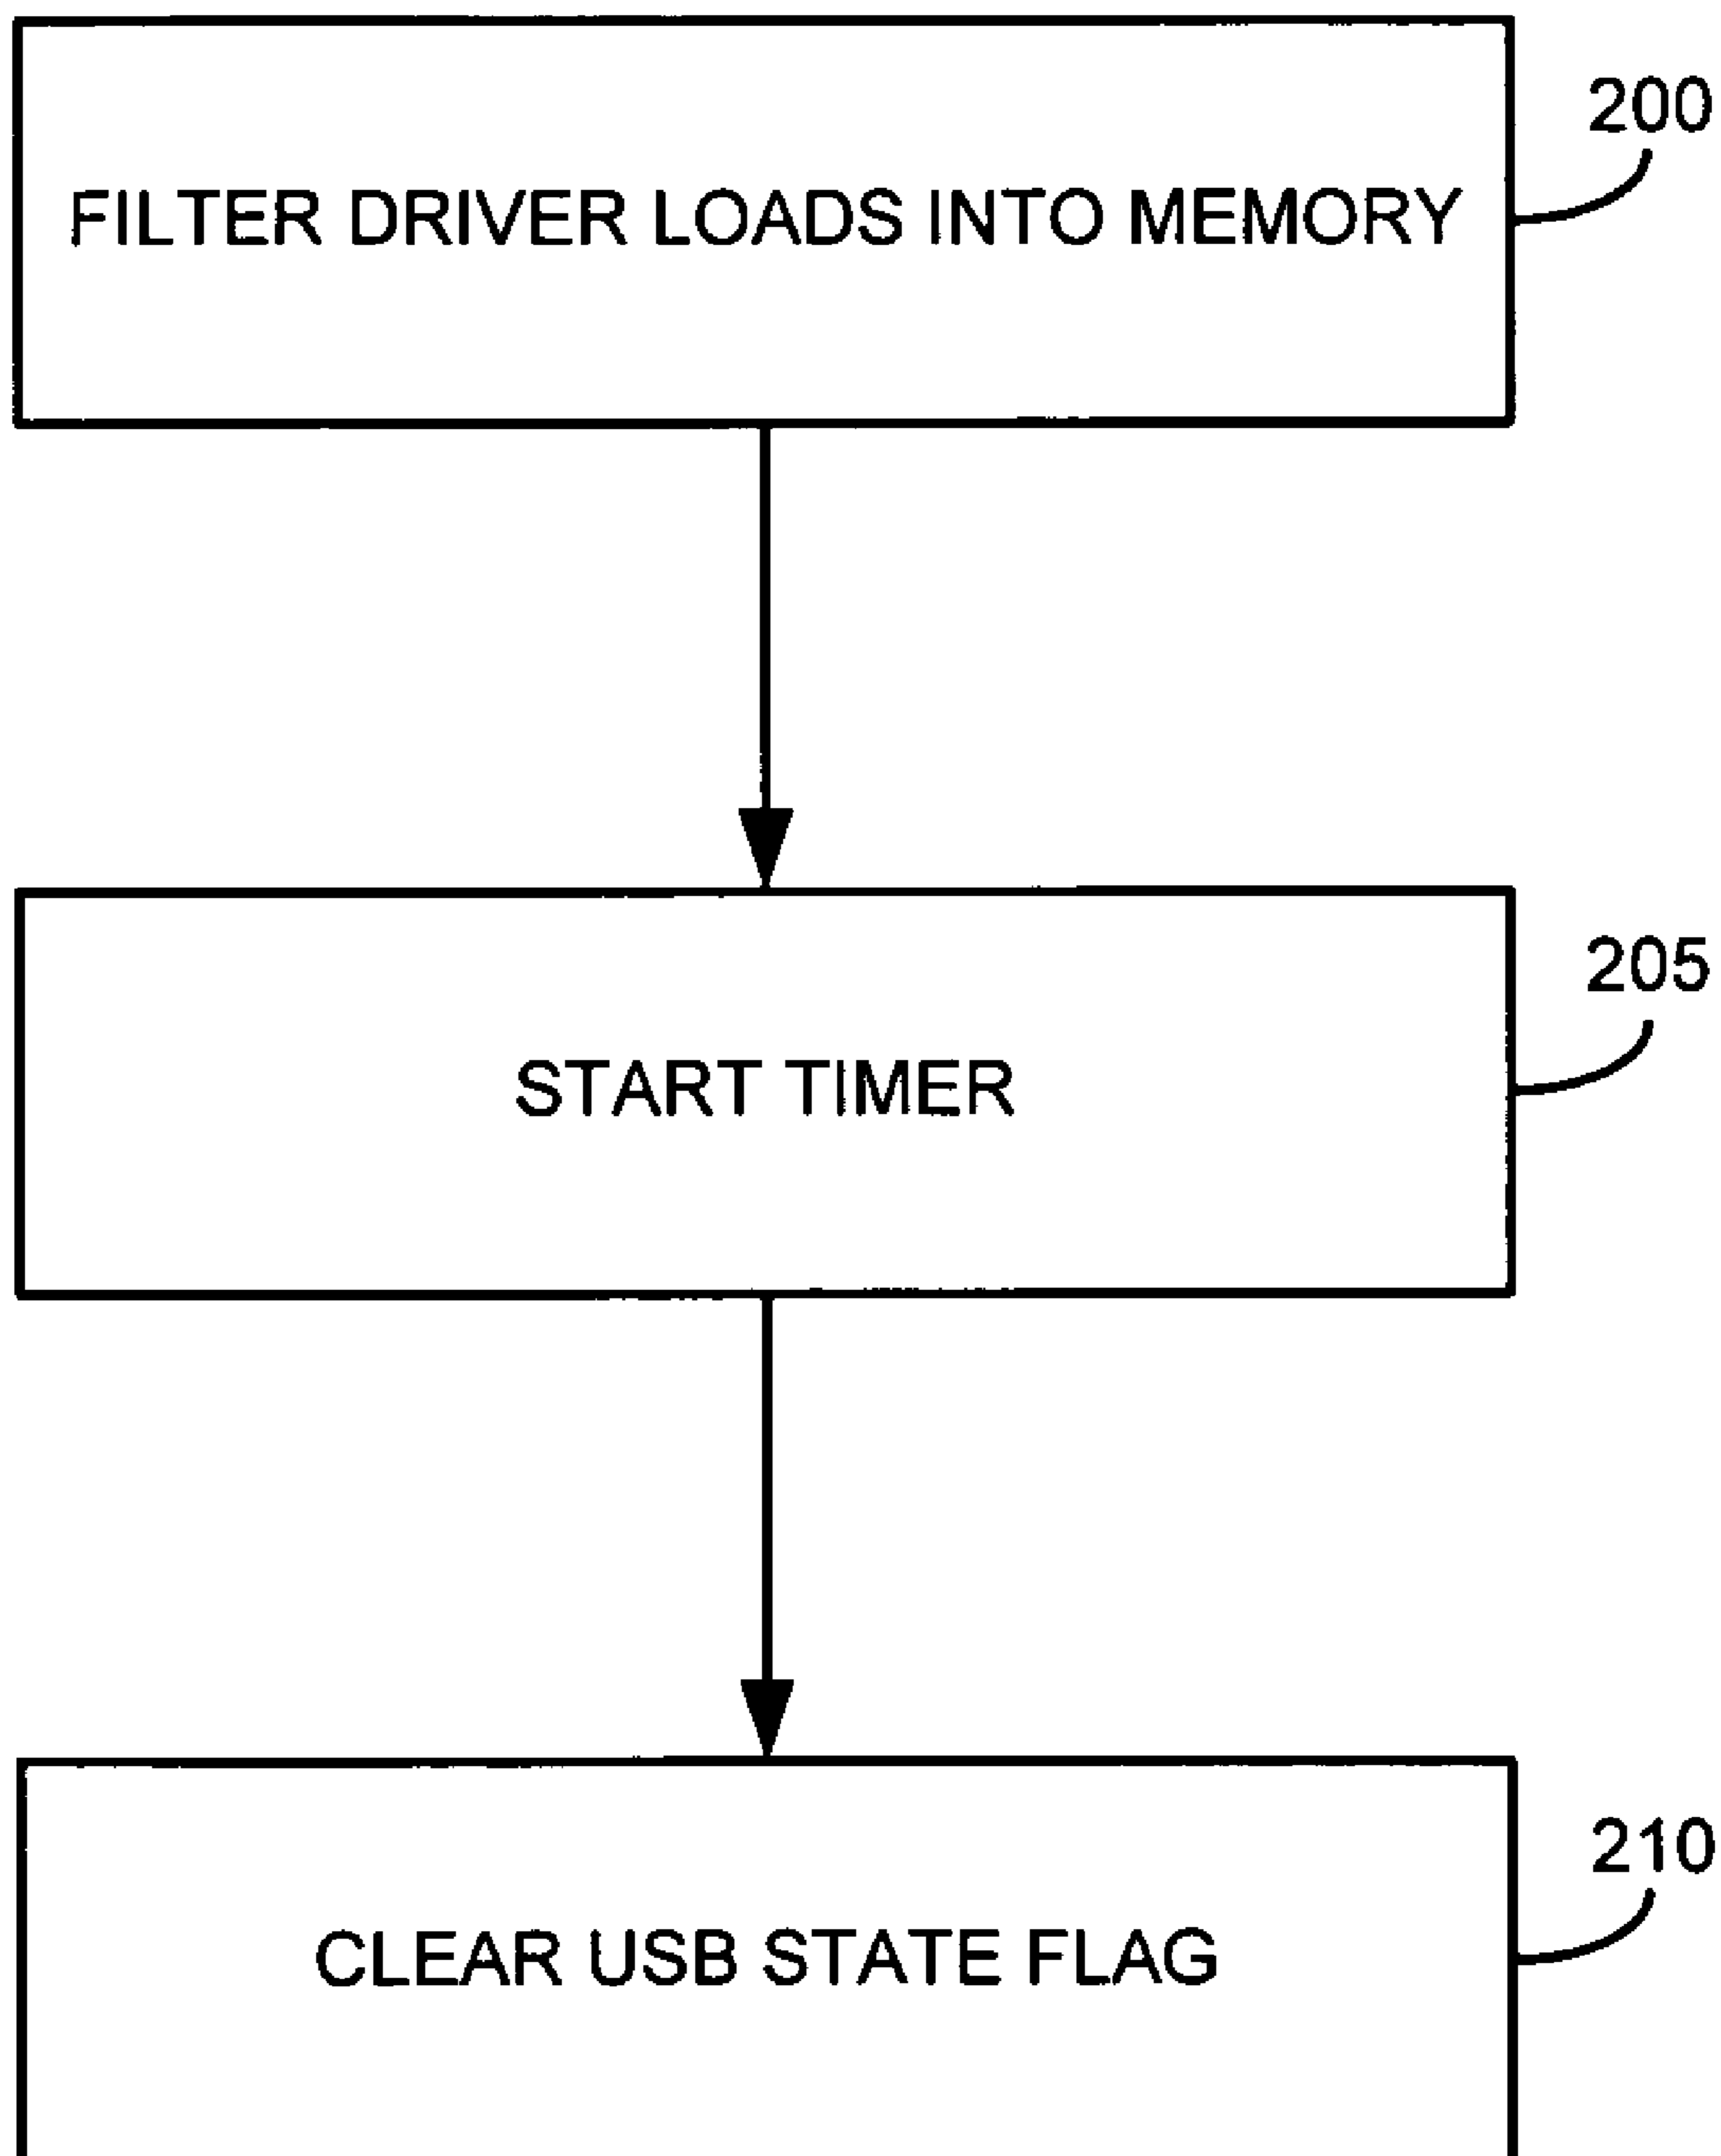 200
FILTER DRIVER LOADS INTO MEMORY
205
START TIMER
210
CLEAR USB STATE FLAG